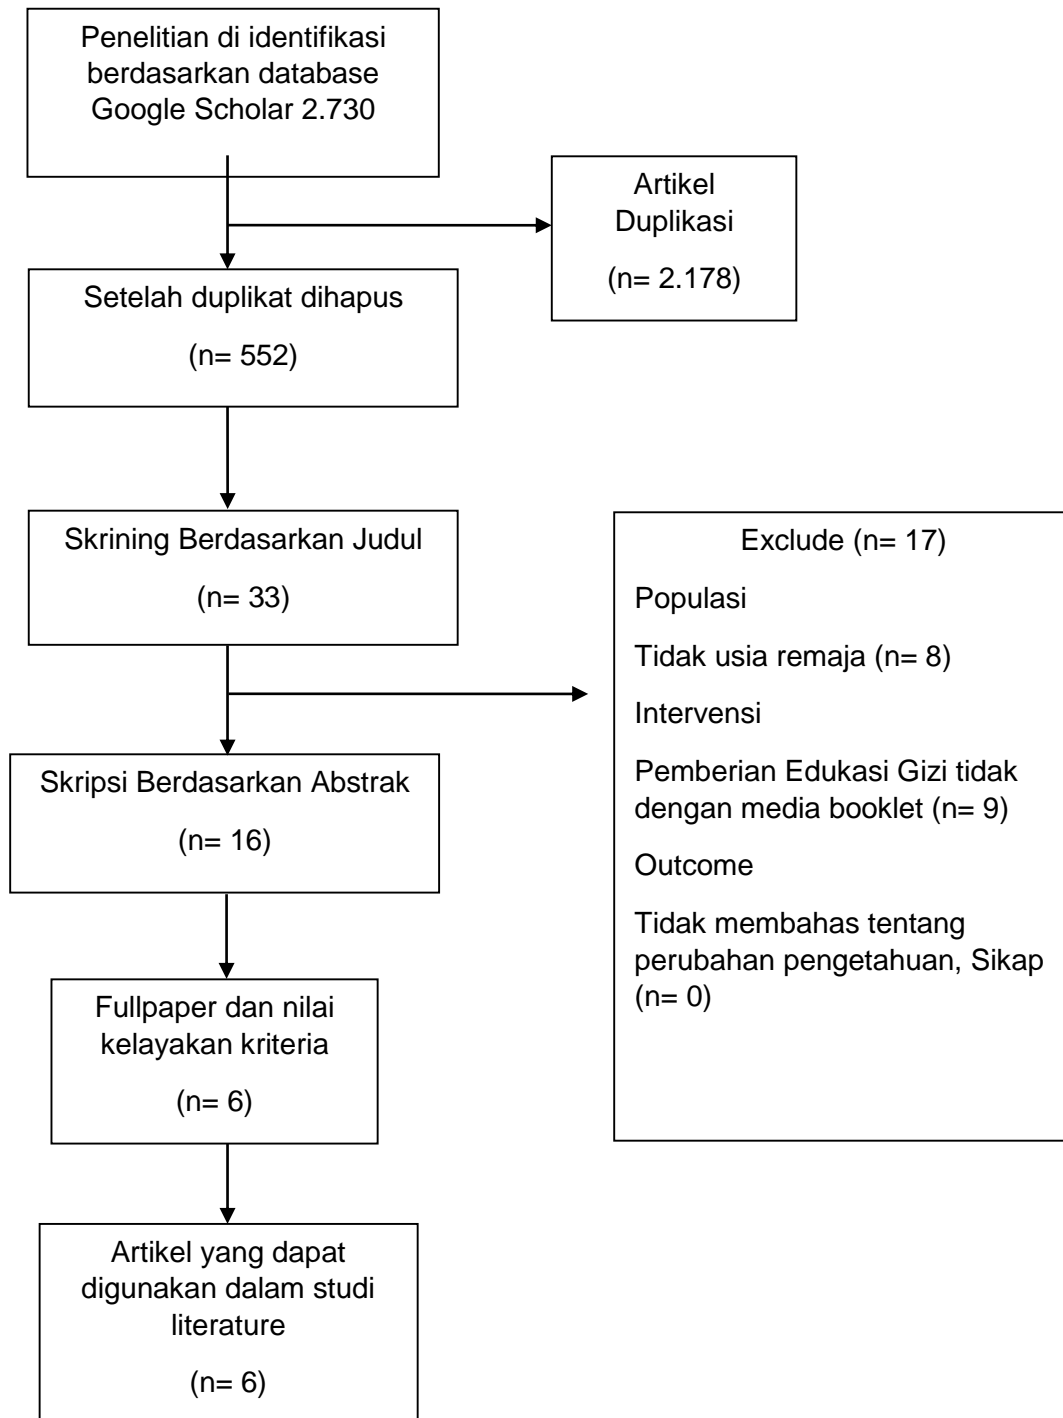 Penelitian di identifikasi
berdasarkan database
Google Scholar 2.730
Artikel
Duplikasi
(n= 2.178)
Setelah duplikat dihapus
(n= 552)
Skrining Berdasarkan Judul
(n= 33)
Exclude (n= 17)
Populasi
Tidak usia remaja (n= 8)
Intervensi
Pemberian Edukasi Gizi tidak
dengan media booklet (n= 9)
Outcome
Tidak membahas tentang
perubahan pengetahuan, Sikap
(n= 0)
Skripsi Berdasarkan Abstrak
(n= 16)
Fullpaper dan nilai
kelayakan kriteria
(n= 6)
Artikel yang dapat
digunakan dalam studi
literature
(n= 6)